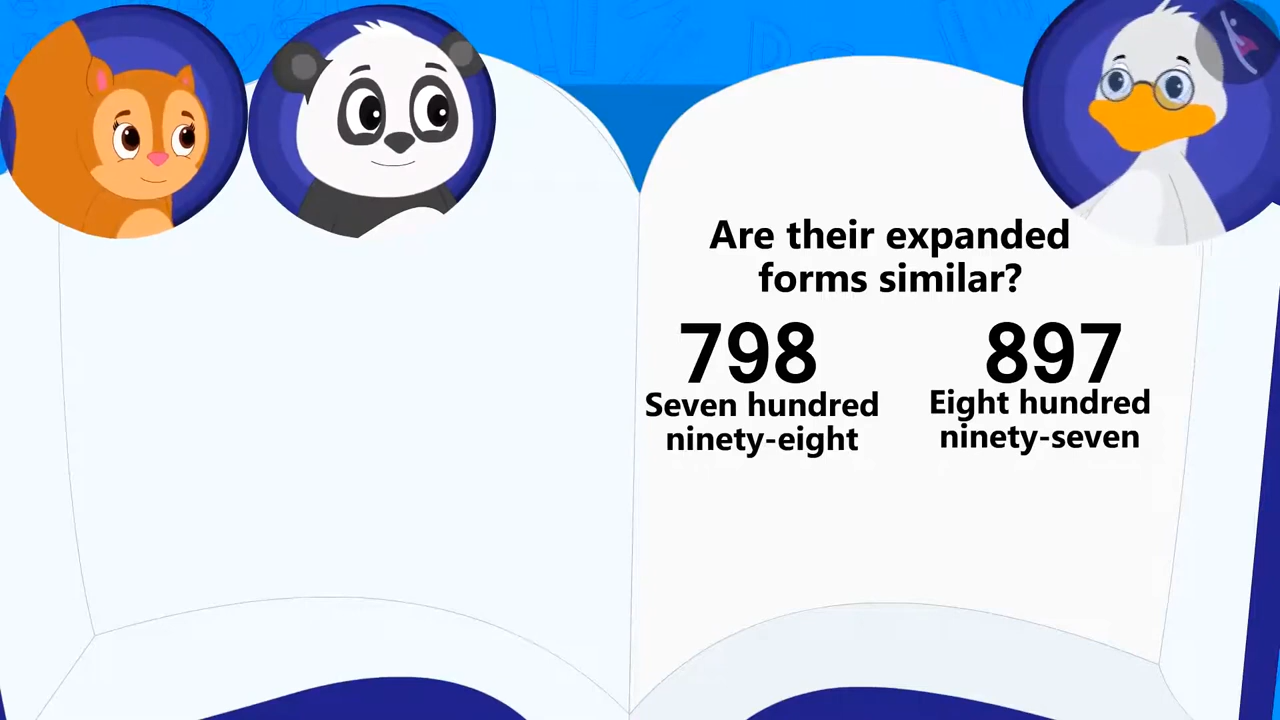 Are their expanded
forms similar?
798 897
Seven hundred Eight hundred
ninety-eight ninety-seven